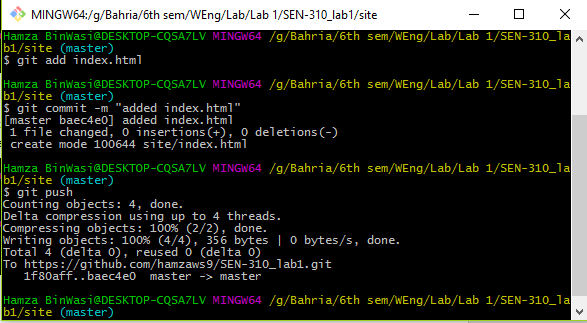 MINGW64:/g/Bahria/6th sem/WEng/Lab/Lab 1/SEN-310_lab1/site
Hamza BinWasi@DESKTOP-CQSA7LV MINGW64 /g/Bahria/6th sem/WEng/Lab/Lab 1/SEN-310_la
b1/site (master)
$ git add index.html
Hamza BinWasi@DESKTOP-CQSA7LV MINGW64 /g/Bahria/6th sem/WEng/Lab/Lab 1/SEN-310_la
b1/site (master)
$ git commit -m "added index.html"
[master baec4e0] added index.html
1 file changed, 0 insertions(+), 0 deletions(-)
create mode 100644 site/index.html
Hamza BinWasi@DESKTOP-CQSA7LV MINGW64 /g/Bahria/6th sem/WEng/Lab/Lab 1/SEN-310_la
b1/site (master)
$ git push
Counting objects: 4, done.
Delta compression using up to 4 threads.
Compressing objects: 100% (2/2), done.
Writing objects: 100% (4/4), 356 bytes | 0 bytes/s, done.
Total 4 (delta 0), reused 0 (delta 0)
To https://github.com/hamzaws9/SEN-310_lab1.git
1f80aff..baec4e0  master -> master
Hamza BinWasi@DESKTOP-CQSA7LV MINGW64 /g/Bahria/6th sem/WEng/Lab/Lab 1/SEN-310_la
b1/site (master)